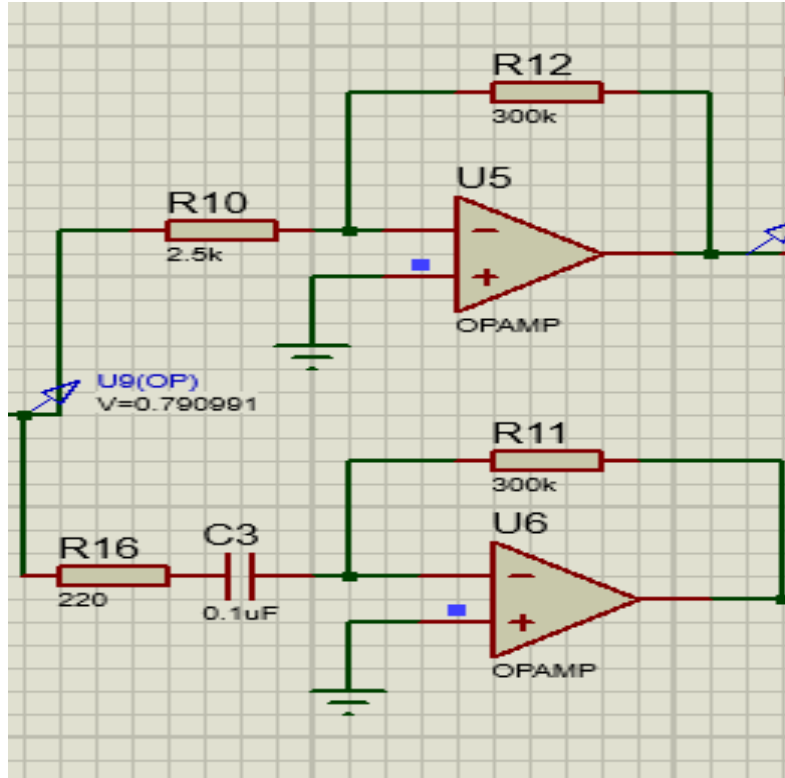 R12
300k
U5
R10
2.5k
OPAMP
U9(OP)
V=0.790991
R11
300k
U6
C3
R16
220
0.1uF
OPAMP